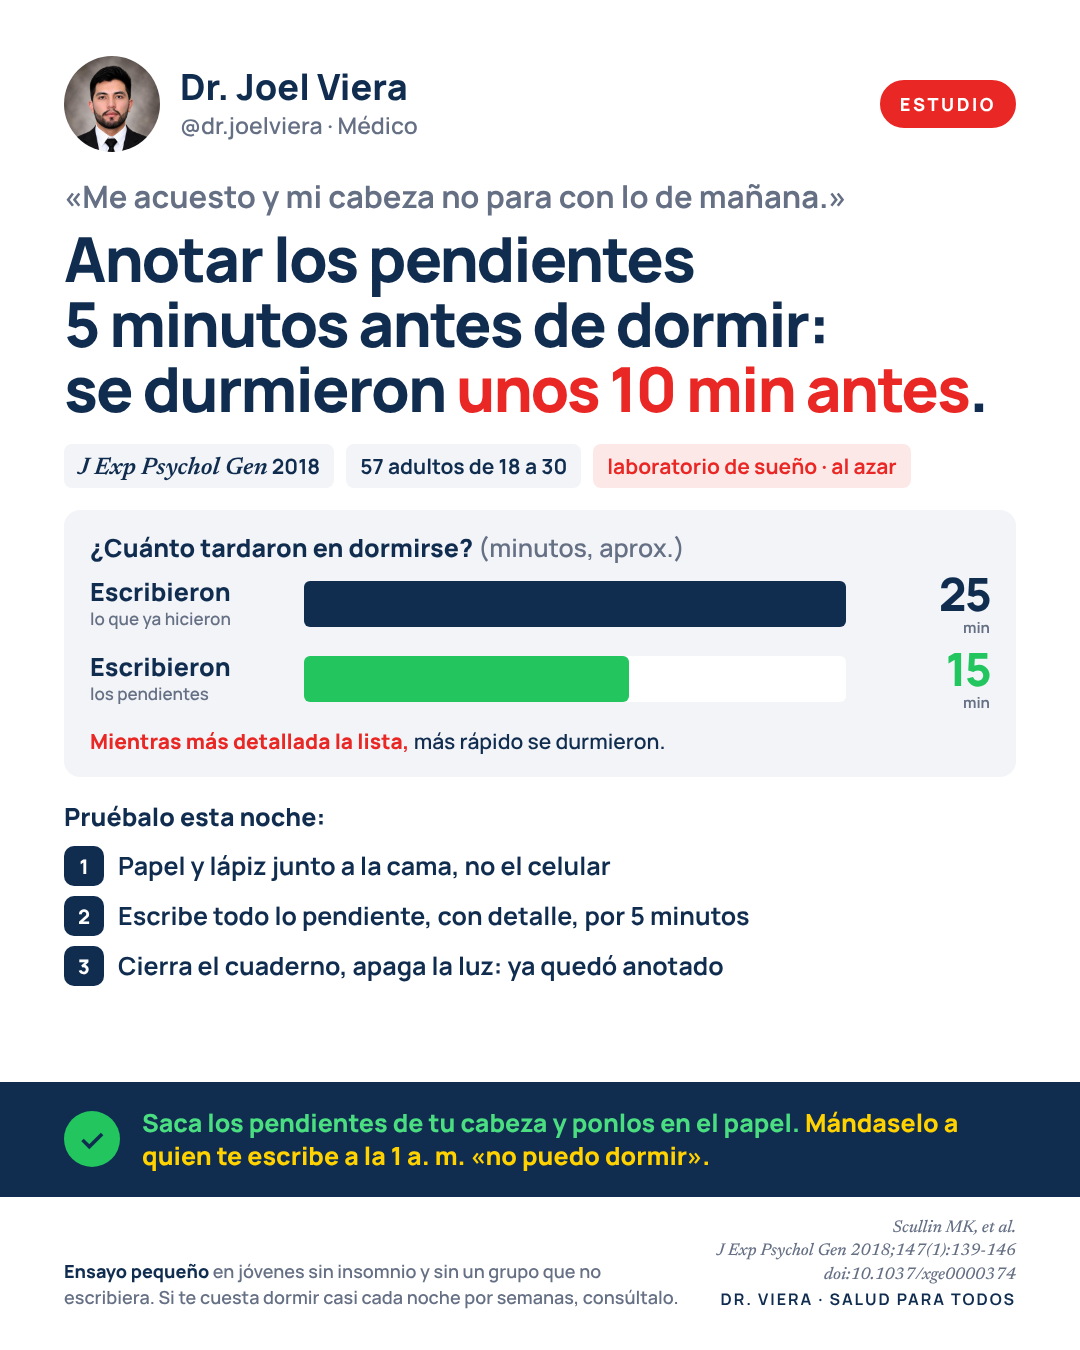 Dr. Joel Viera
@dr.joelviera · Médico
ESTUDIO
«Me acuesto y mi cabeza no para con lo de mañana.»
Anotar los pendientes
5 minutos antes de dormir:
se durmieron unos 10 min antes.
J Exp Psychol Gen 2018
57 adultos de 18 a 30
laboratorio de sueño · al azar
¿Cuánto tardaron en dormirse? (minutos, aprox.)
Escribieron
lo que ya hicieron
25
min
Escribieron
los pendientes
15
min
Mientras más detallada la lista, más rápido se durmieron.
Pruébalo esta noche:
1 Papel y lápiz junto a la cama, no el celular
2 Escribe todo lo pendiente, con detalle, por 5 minutos
3 Cierra el cuaderno, apaga la luz: ya quedó anotado
Saca los pendientes de tu cabeza y ponlos en el papel. Mándaselo a
quien te escribe a la 1 a. m. «no puedo dormir».
Ensayo pequeño en jóvenes sin insomnio y sin un grupo que no
escribiera. Si te cuesta dormir casi cada noche por semanas, consúltalo.
Scullin MK, et al.
J Exp Psychol Gen 2018;147(1):139-146
doi:10.1037/xge0000374
DR. VIERA · SALUD PARA TODOS